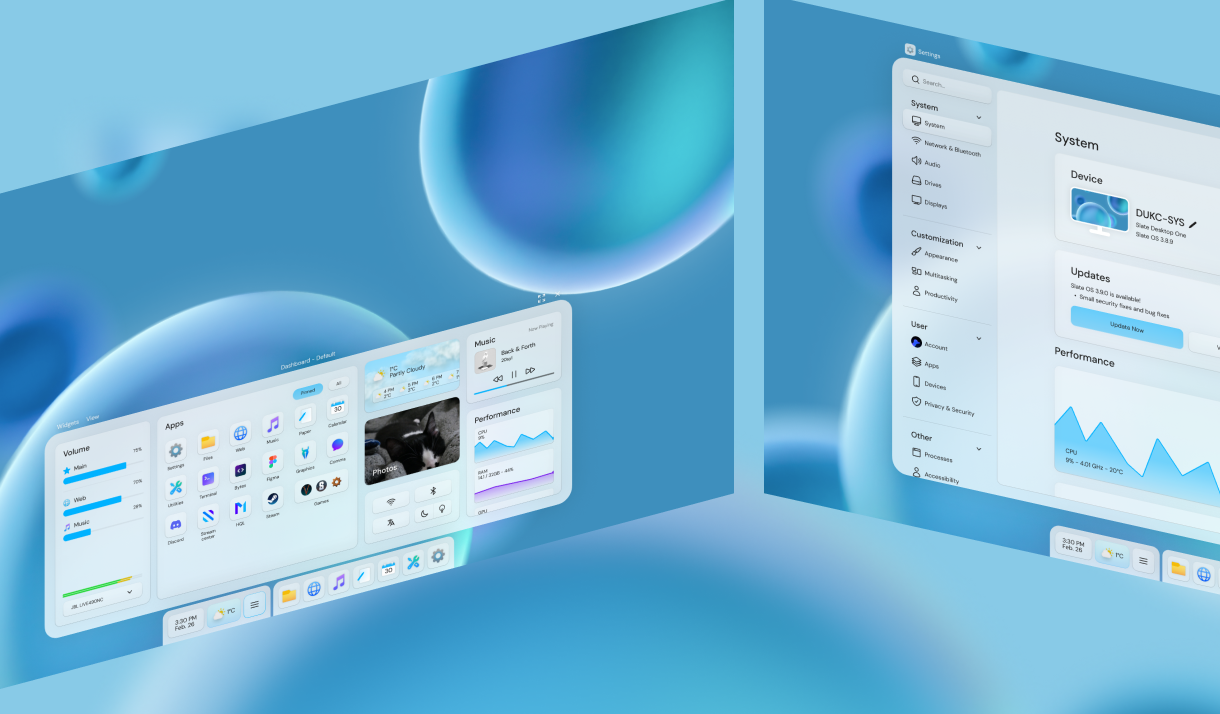 Widgets View
Dashboard - Default
Volume
Main 75%
Web 70%
Music 28%
JBL LIVE490NC
Apps
Pinned
All
Settings
Files
Web
Music
Paper
Calendar
30
Utilities
Terminal
Bytes
Figma
Graphics
Comms
Discord
Stream
center
HQL
Steam
Games
1°C
Partly Cloudy
4 PM
2°C
5 PM
2°C
6 PM
2°C
Photos
Now Playing
Music
Back & Forth
20syl
Performance
CPU
9%
RAM
14.1 / 32GB - 44%
GPU
3:30 PM
Feb. 26
1°C
30
Settings
Search...
System
System
Network & Bluetooth
Audio
Drives
Displays
Customization
Appearance
Multitasking
Productivity
User
Account
Apps
Devices
Privacy & Security
Other
Processes
Accessibility
System
Device
DUKC-SYS
Slate Desktop One
Slate OS 3.8.9
Updates
Slate OS 3.9.0 is available!
• Small security fixes and bug fixes
Update Now
Performance
CPU
9% - 4.01 GHz - 20°C
3:30 PM
Feb. 26
1°C